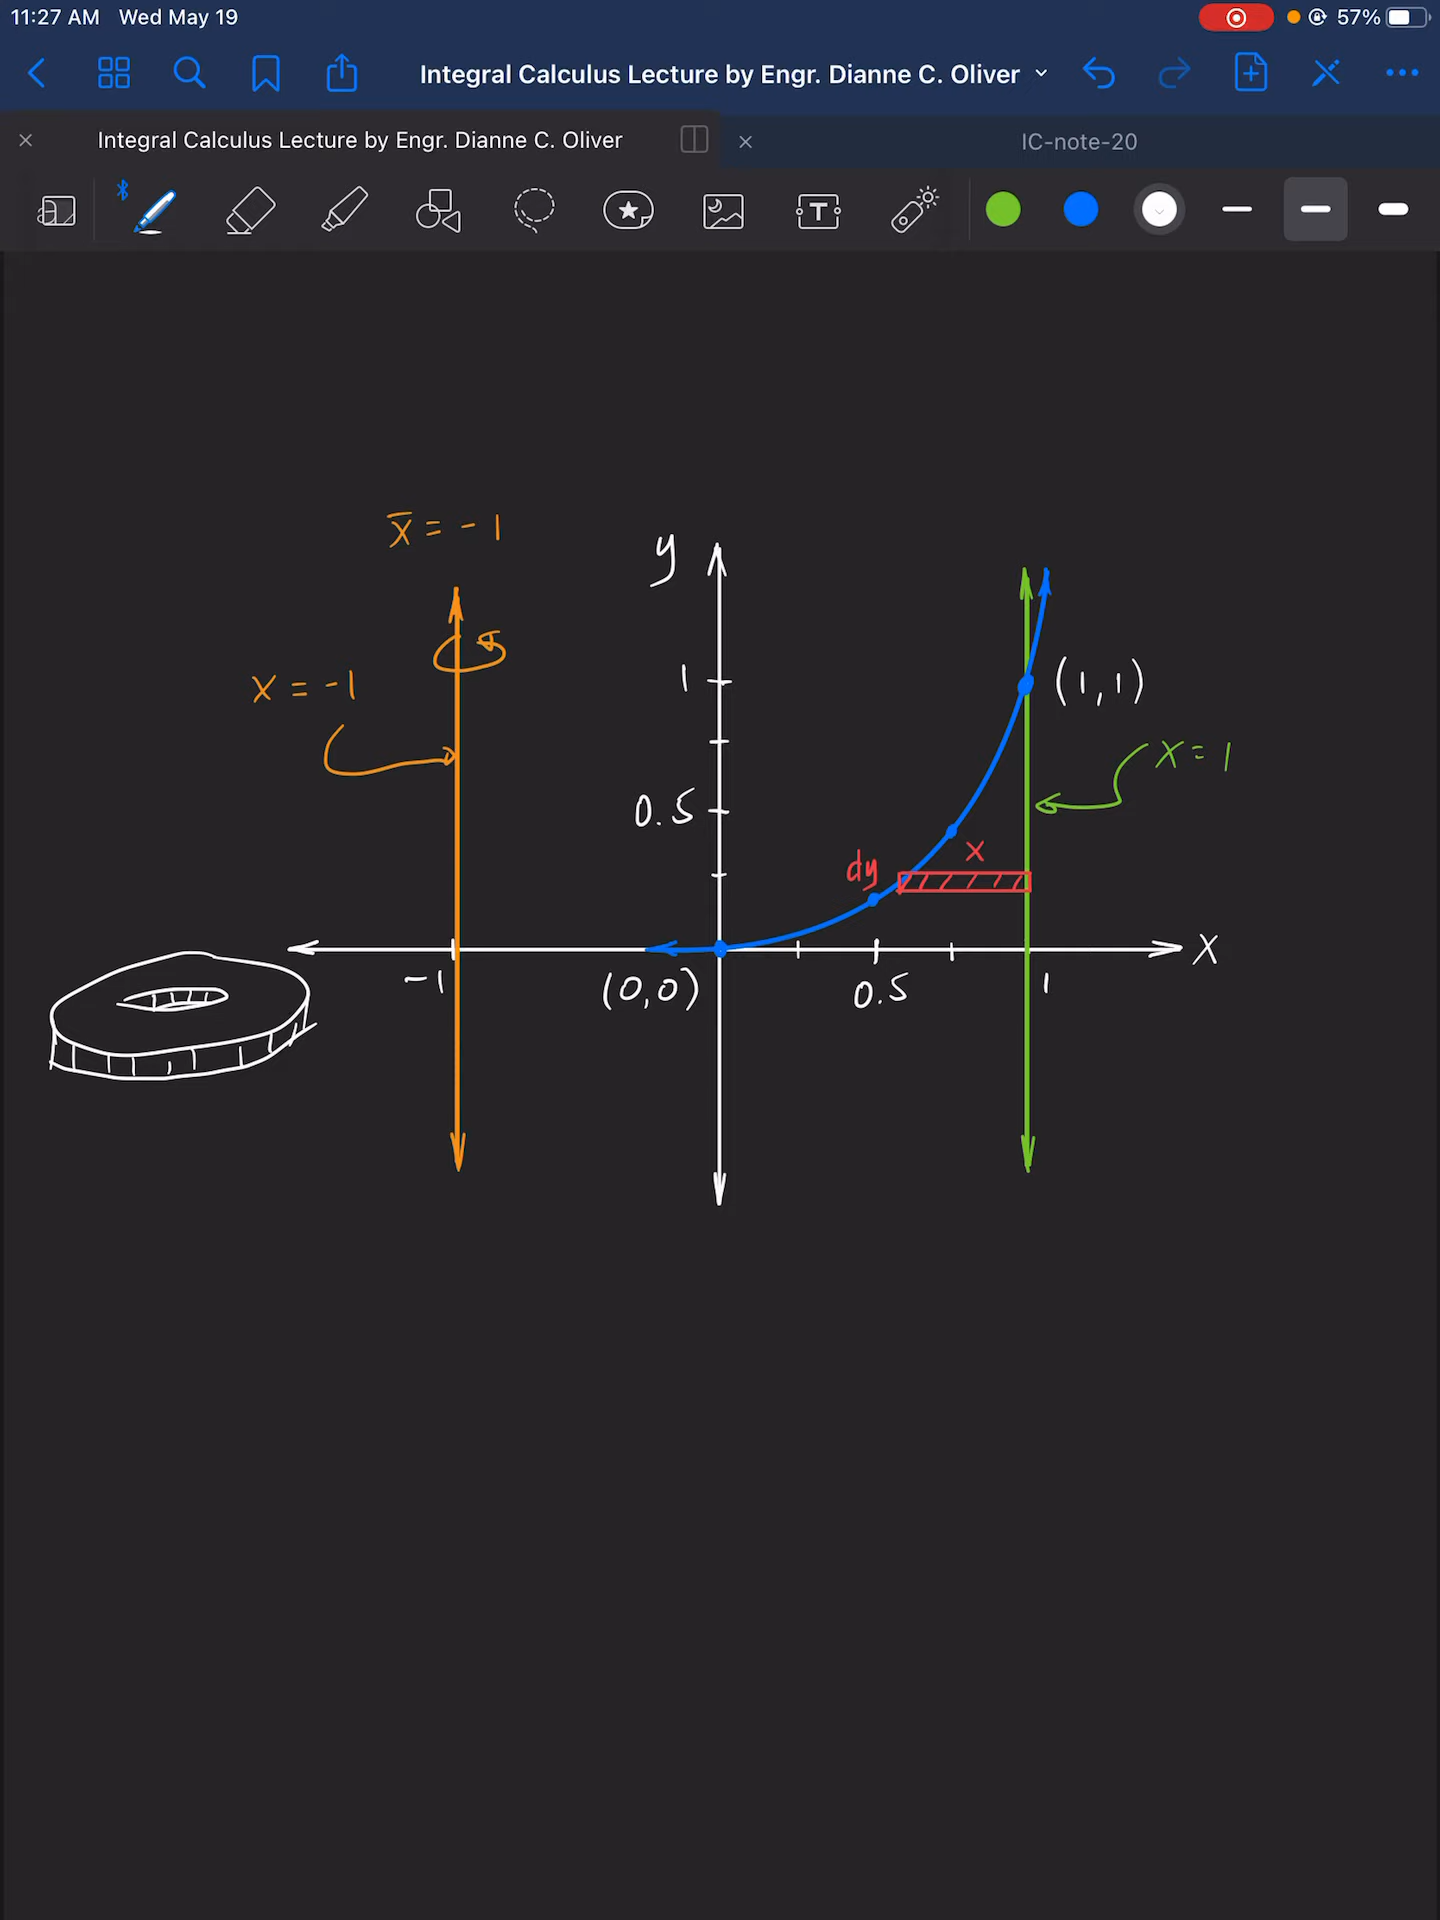 11:27 AM Wed May 19
57%
Integral Calculus Lecture by Engr. Dianne C. Oliver
Integral Calculus Lecture by Engr. Dianne C. Oliver
IC-note-20
T
x̅ = -1
y
x = -1
1
(1,1)
x = 1
0.5
x
dy
x
-1
(0,0)
0.5
1